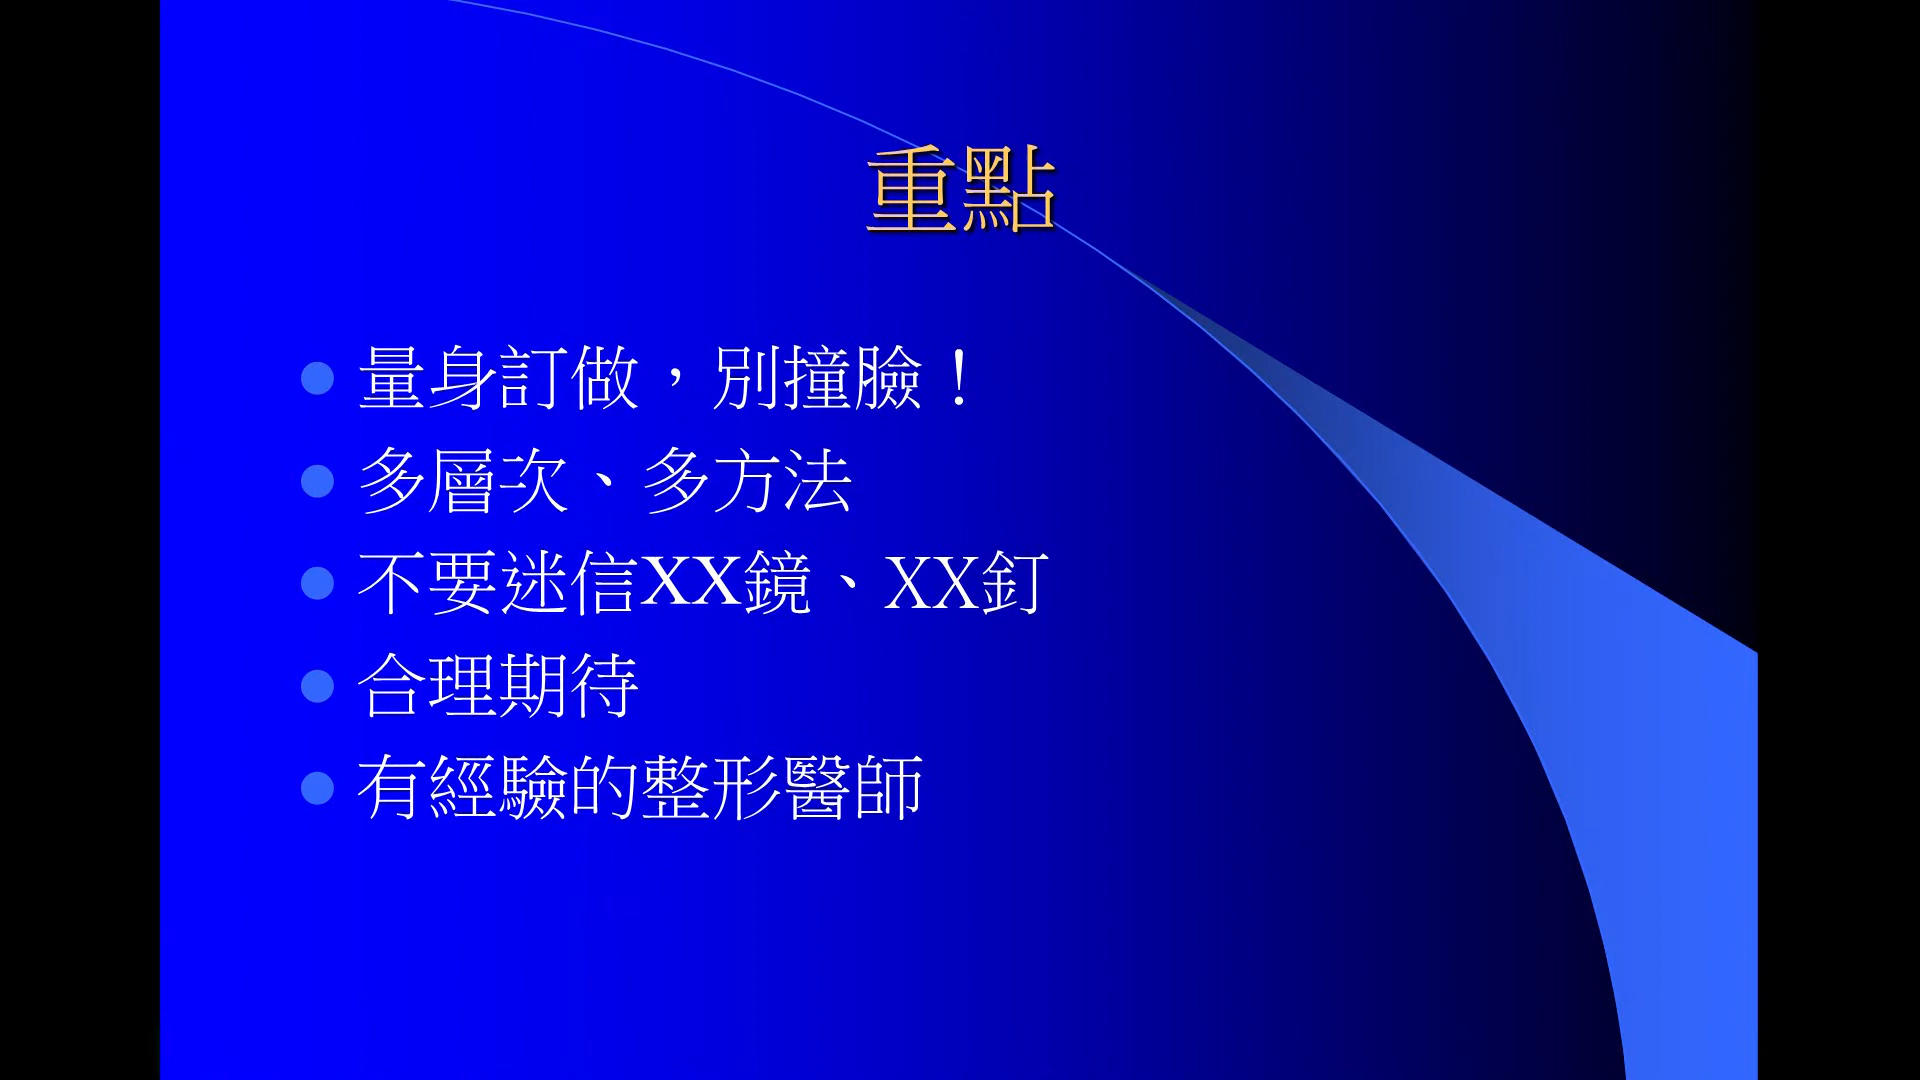 重點
量身訂做，別撞臉！
多層次、多方法
不要迷信XX鏡、XX釘
合理期待
有經驗的整形醫師